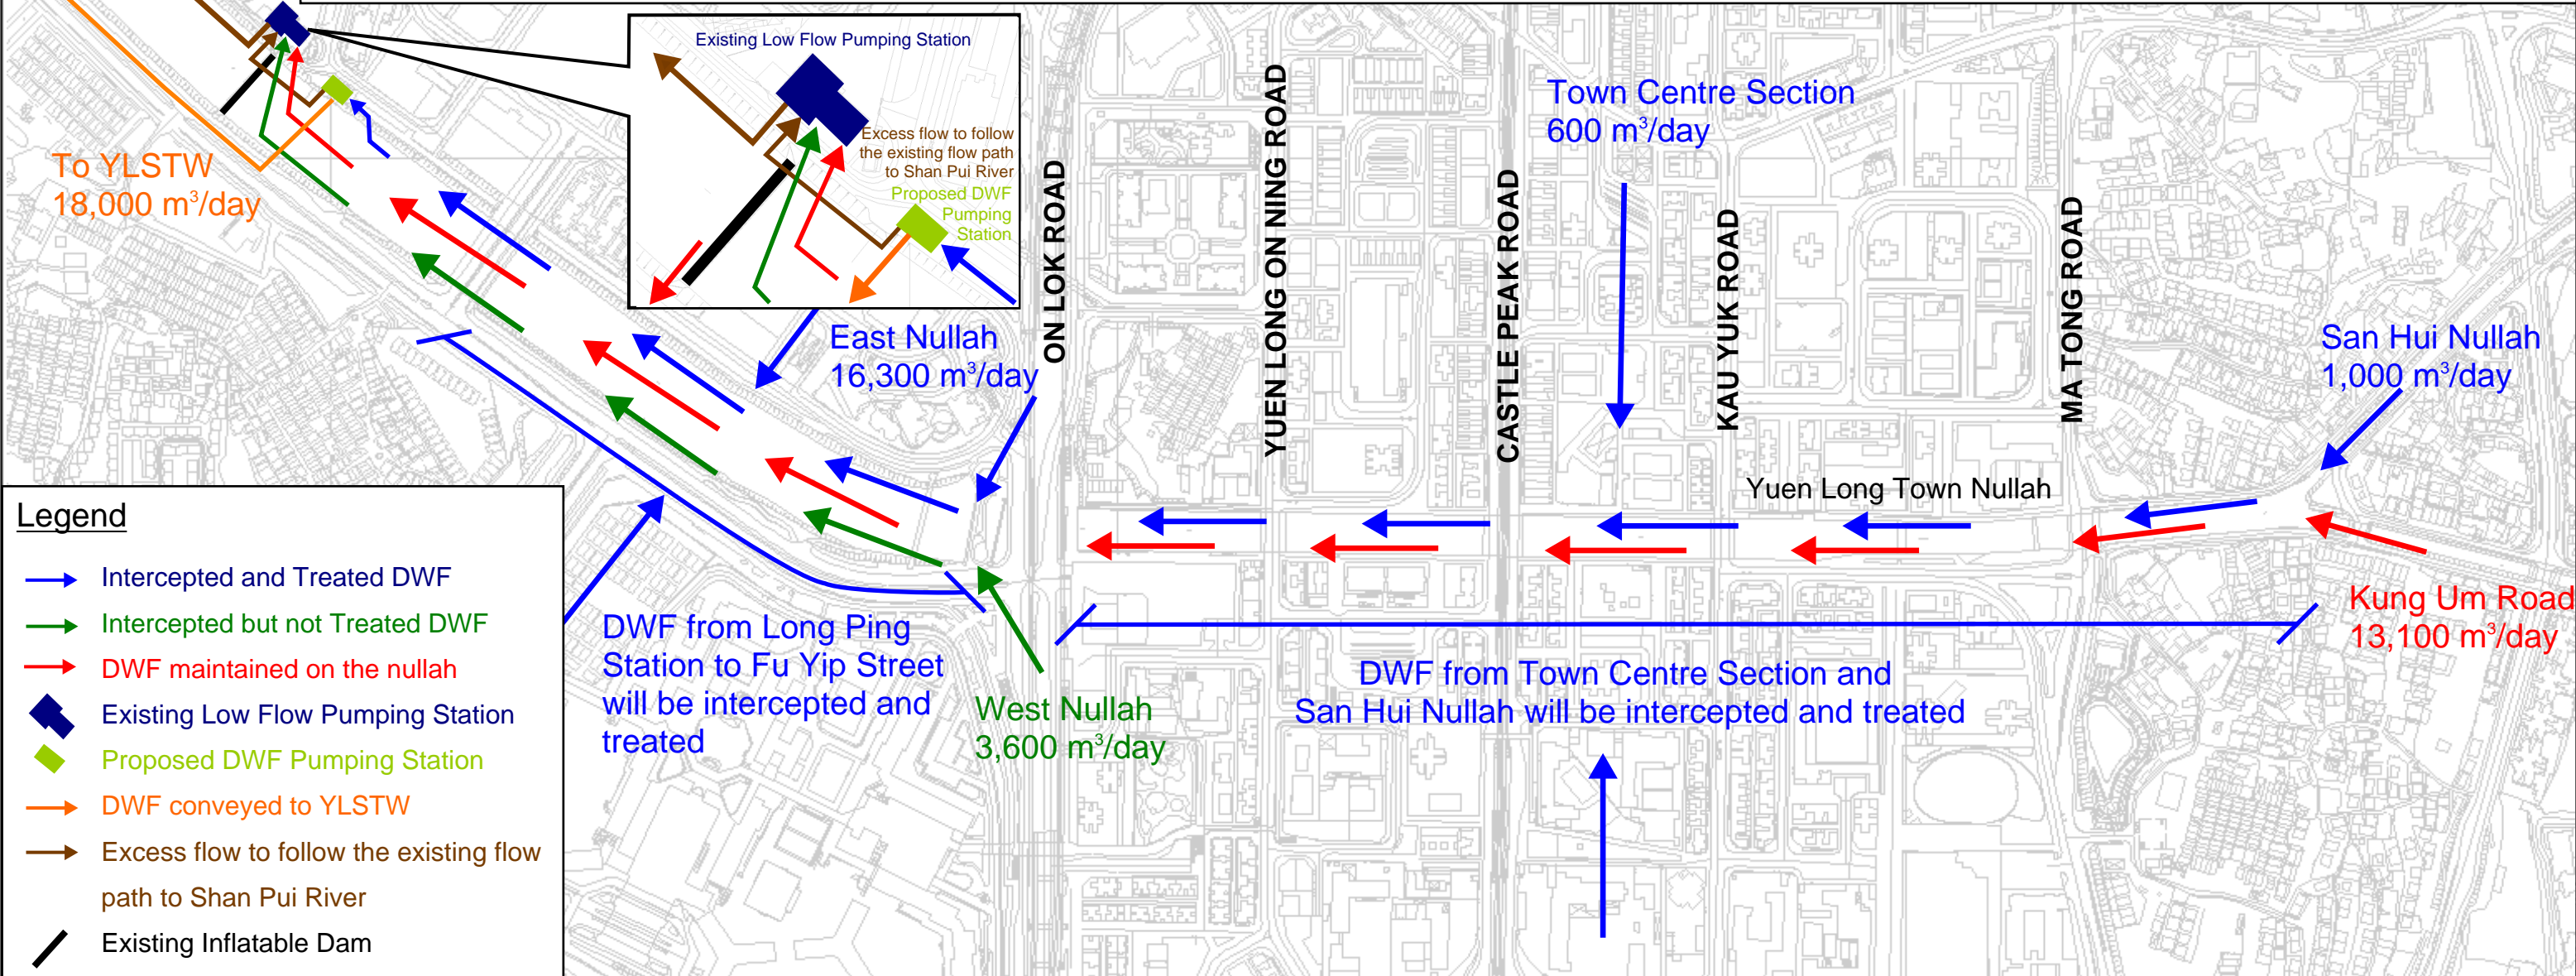 Existing Low Flow Pumping Station
Excess flow to follow
the existing flow path
to Shan Pui River
Proposed DWF
Pumping
Station
To YLSTW
18,000 m³/day
East Nullah
16,300 m³/day
ON LOK ROAD
YUEN LONG ON NING ROAD
CASTLE PEAK ROAD
Town Centre Section
600 m³/day
KAU YUK ROAD
MA TONG ROAD
San Hui Nullah
1,000 m³/day
Yuen Long Town Nullah
Kung Um Road
13,100 m³/day
DWF from Long Ping
Station to Fu Yip Street
will be intercepted and
treated
West Nullah
3,600 m³/day
DWF from Town Centre Section and
San Hui Nullah will be intercepted and treated
Legend
Intercepted and Treated DWF
Intercepted but not Treated DWF
DWF maintained on the nullah
Existing Low Flow Pumping Station
Proposed DWF Pumping Station
DWF conveyed to YLSTW
Excess flow to follow the existing flow
path to Shan Pui River
Existing Inflatable Dam